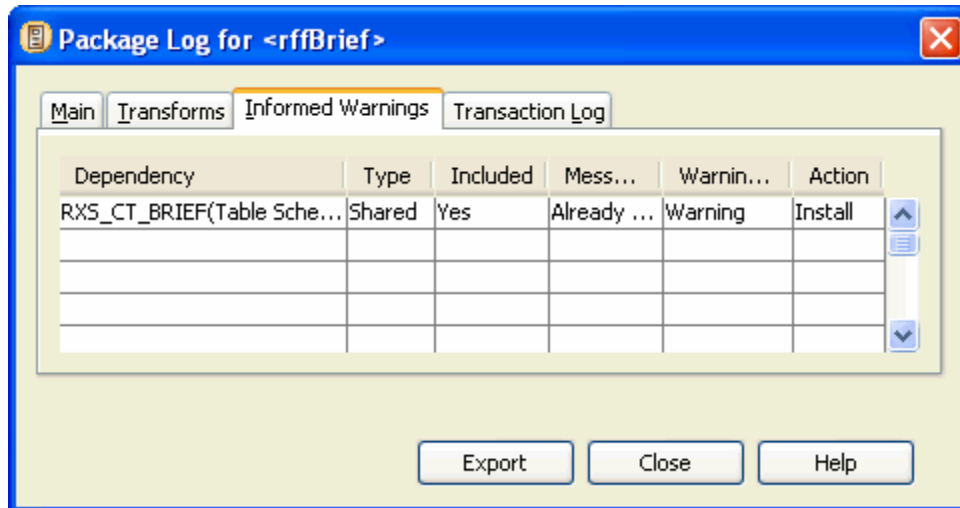 Package Log for <rffBrief>
Main Transforms Informed Warnings Transaction Log
Dependency Type Included Mess... Warnin... Action
RXS_CT_BRIEF(Table Sche... Shared Yes Already ... Warning Install
Export Close Help